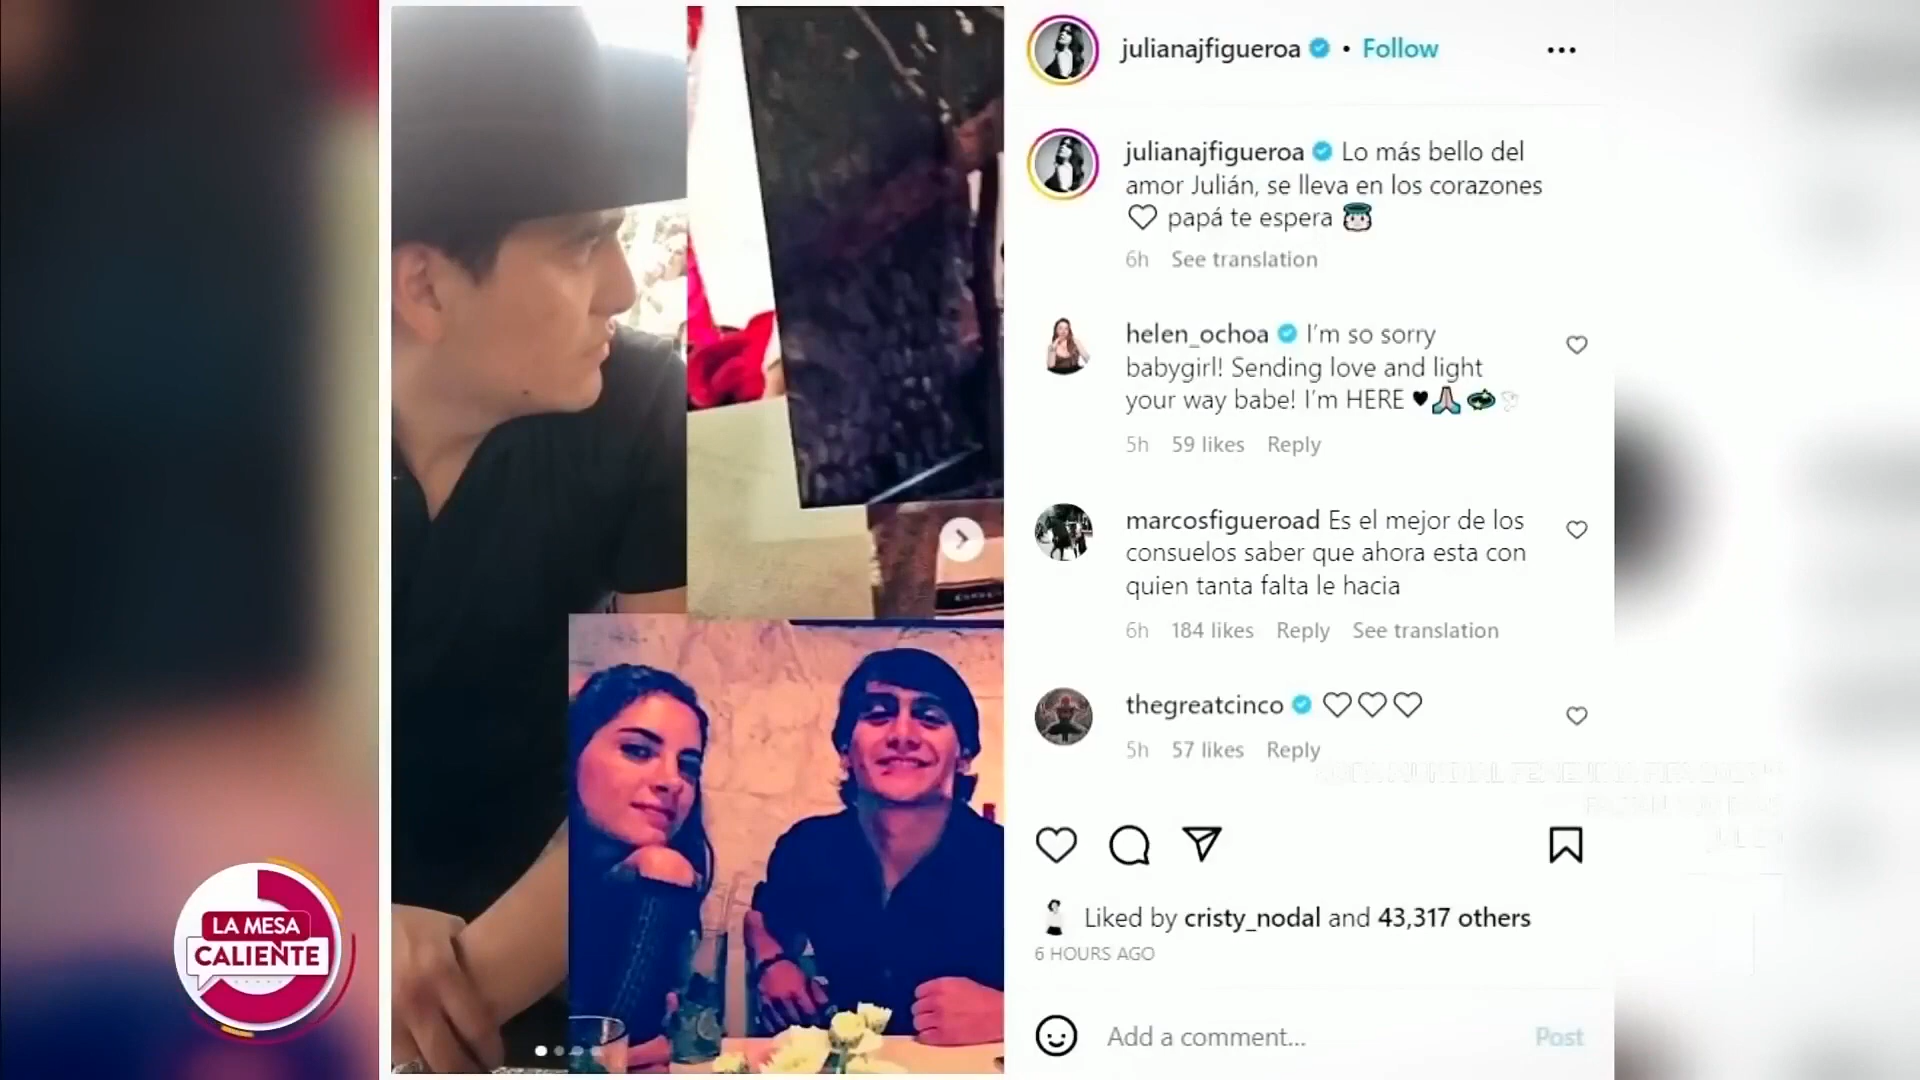 julianajfigueroa • Follow
julianajfigueroa Lo más bello del
amor Julián, se lleva en los corazones
papá te espera
6h See translation
helen_ochoa I'm so sorry
babygirl! Sending love and light
your way babe! I'm HERE
5h 59 likes Reply
marcosfigueroad Es el mejor de los
consuelos saber que ahora esta con
quien tanta falta le hacia
6h 184 likes Reply See translation
thegreatcinco
5h 57 likes Reply
Liked by cristy_nodal and 43,317 others
6 HOURS AGO
Add a comment... Post
LA MESA
CALIENTE